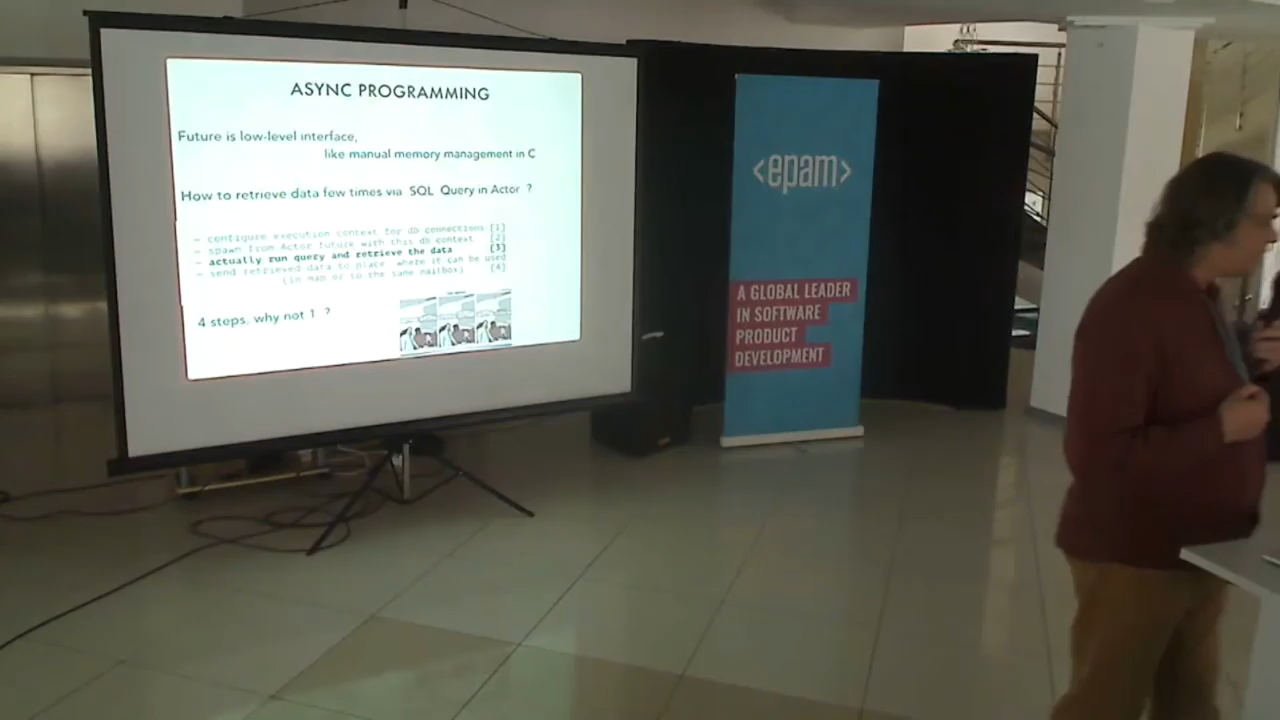 ASYNC PROGRAMMING
Future is low-level interface,
like manual memory management in C
How to retrieve data few times via SQL Query in Actor ?
- configure execution context for db connections [1]
- spawn from Actor future with this db context [2]
- actually run query and retrieve the data [3]
- send retrieved data to place, where it can be used [4]
(in map or to the same mailbox)
4 steps, why not 1 ?
<epam>
A GLOBAL LEADER
IN SOFTWARE
PRODUCT
DEVELOPMENT